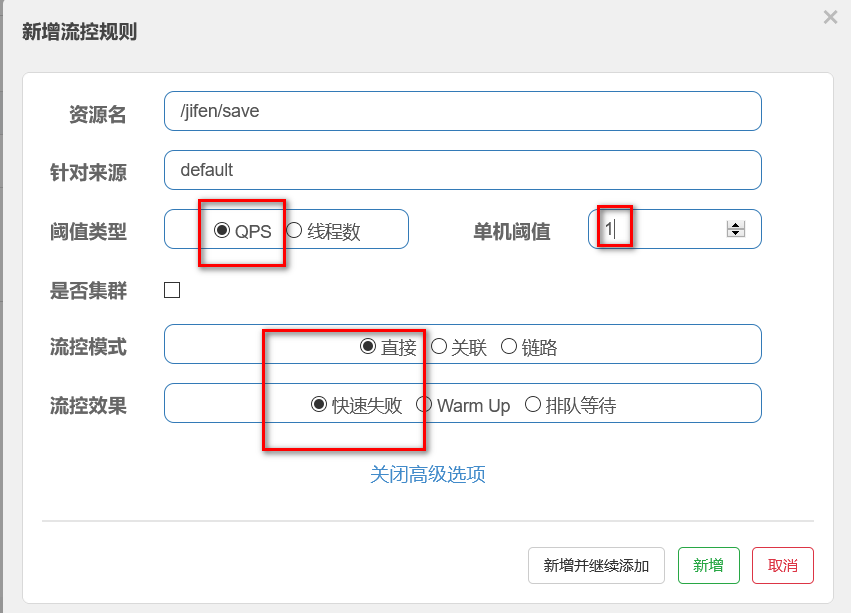 新增流控规则
资源名 /jifen/save
针对来源 default
阈值类型 QPS 线程数 单机阈值 1
是否集群
流控模式 直接 关联 链路
流控效果 快速失败 Warm Up 排队等待
关闭高级选项
新增并继续添加 新增 取消